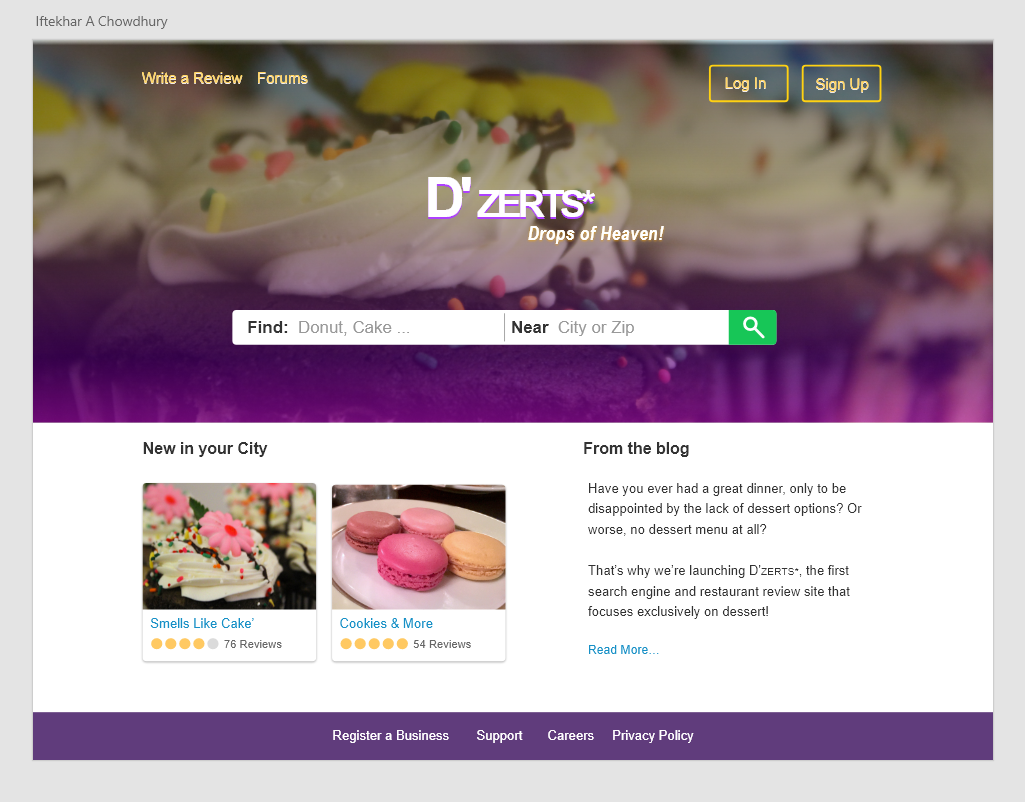 Iftekhar A Chowdhury
Write a Review Forums Log In Sign Up
D' ZERTS*
Drops of Heaven!
Find: Donut, Cake ... Near City or Zip
New in your City
Smells Like Cake’
76 Reviews
Cookies & More
54 Reviews
From the blog
Have you ever had a great dinner, only to be
disappointed by the lack of dessert options? Or
worse, no dessert menu at all?
That’s why we’re launching D’ZERTS*, the first
search engine and restaurant review site that
focuses exclusively on dessert!
Read More...
Register a Business Support Careers Privacy Policy